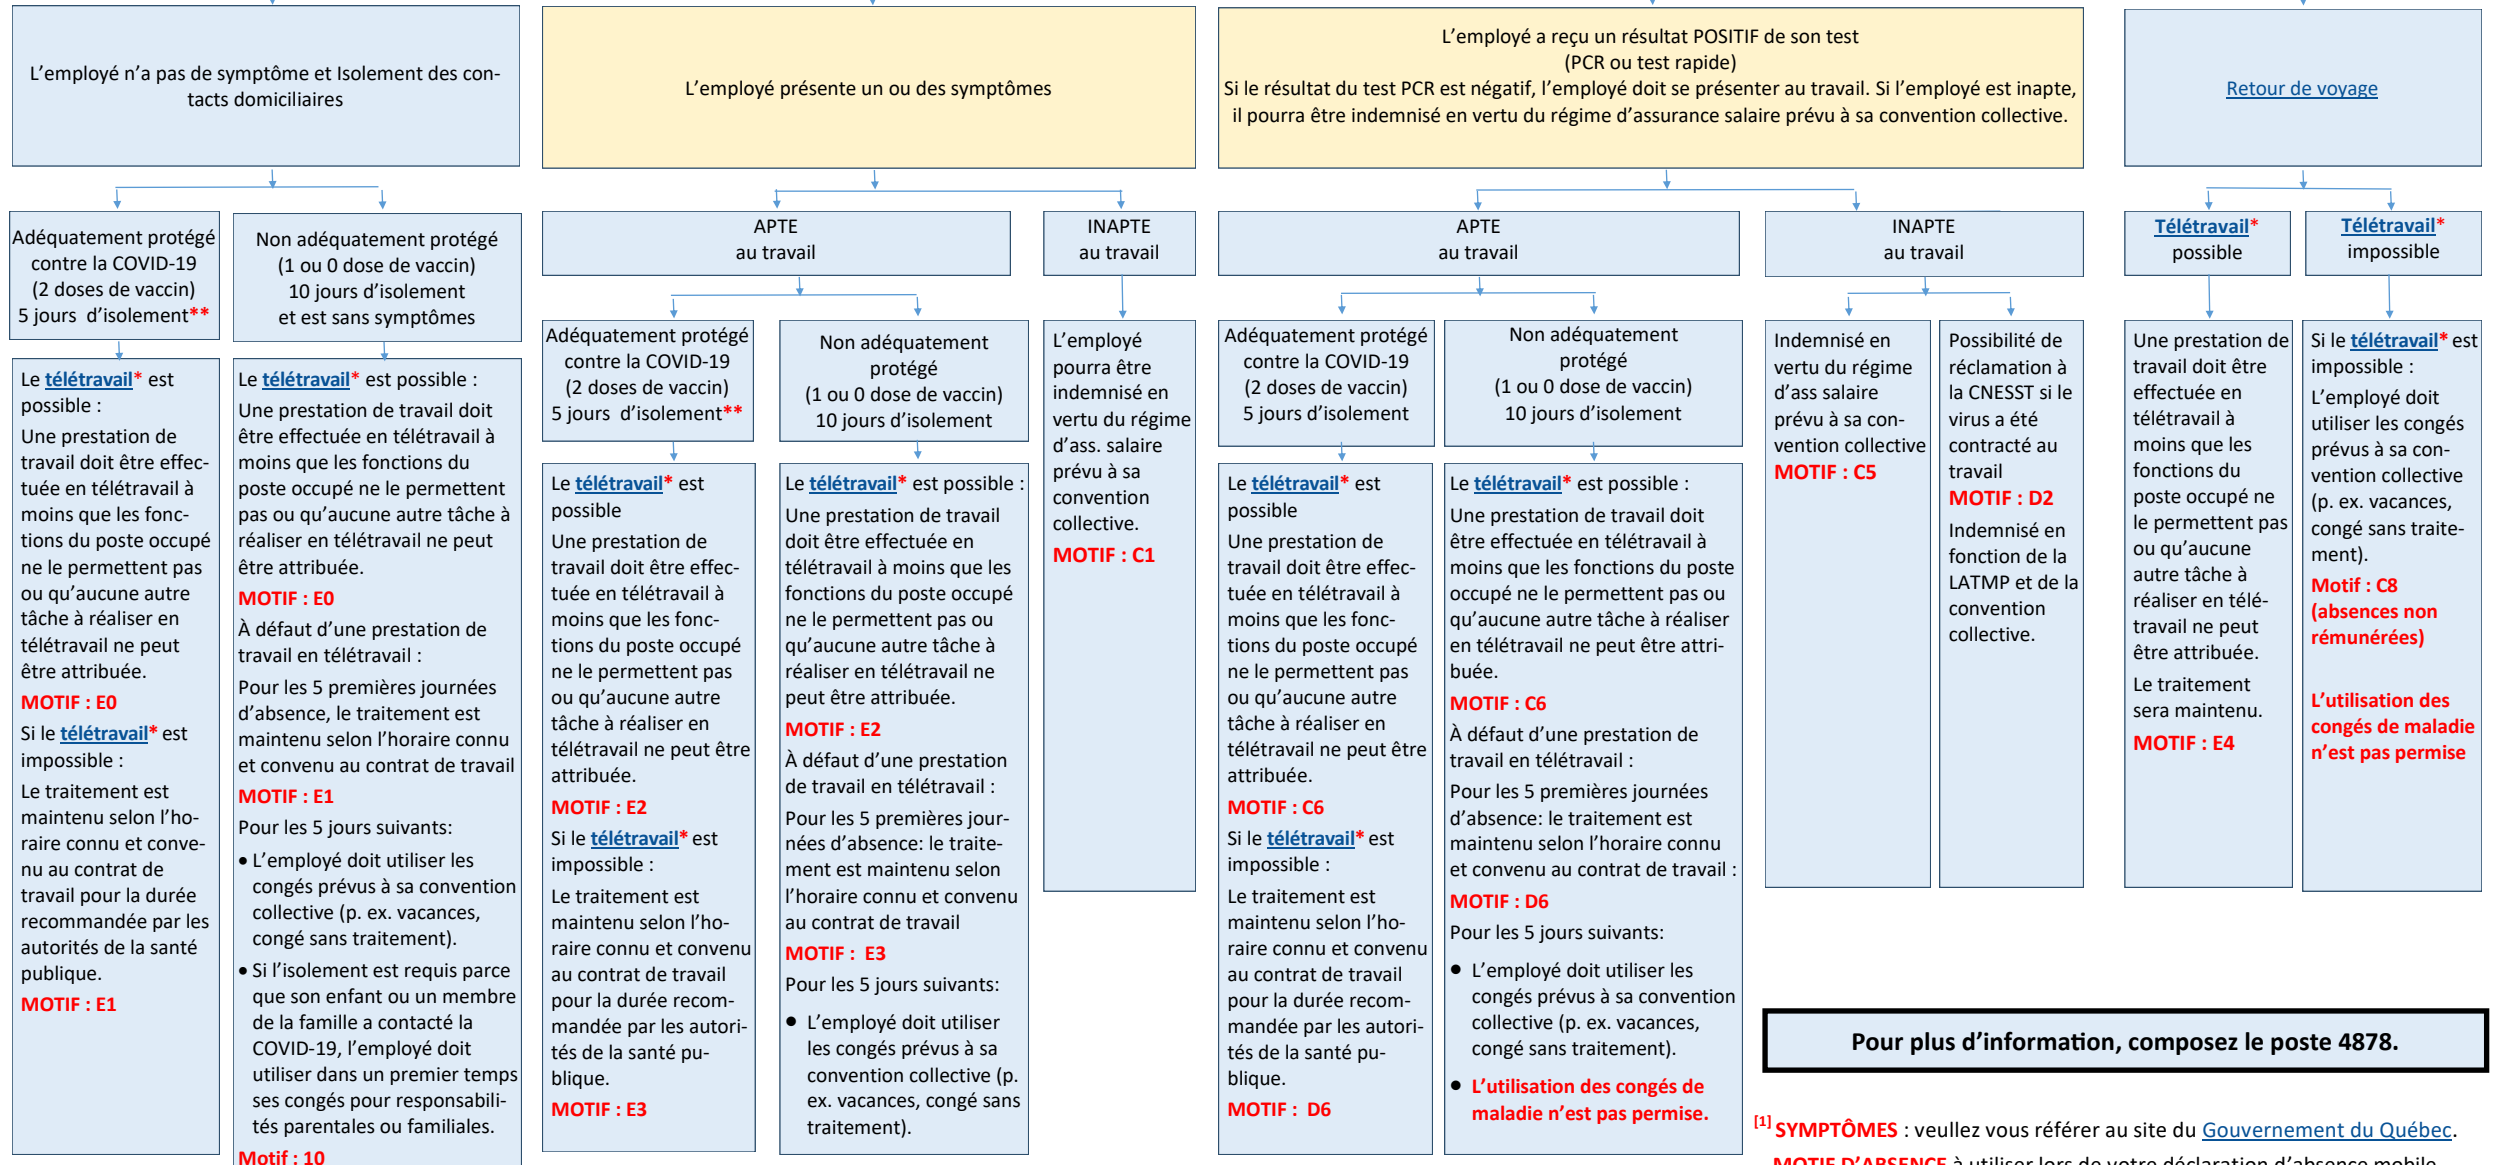 L'employé n'a pas de symptôme et Isolement des con-
tacts domiciliaires
L'employé présente un ou des symptômes
L'employé a reçu un résultat POSITIF de son test
(PCR ou test rapide)
Si le résultat du test PCR est négatif, l'employé doit se présenter au travail. Si l'employé est inapte,
il pourra être indemnisé en vertu du régime d'assurance salaire prévu à sa convention collective.
Retour de voyage
Adéquatement protégé
contre la COVID-19
(2 doses de vaccin)
5 jours d'isolement**
Non adéquatement protégé
(1 ou 0 dose de vaccin)
10 jours d'isolement
et est sans symptômes
APTE
au travail
INAPTE
au travail
APTE
au travail
INAPTE
au travail
Télétravail*
possible
Télétravail*
impossible
Le télétravail* est
possible :
Une prestation de
travail doit être effec-
tuée en télétravail à
moins que les fonc-
tions du poste occupé
ne le permettent pas
ou qu'aucune autre
tâche à réaliser en
télétravail ne peut
être attribuée.
MOTIF : E0
Si le télétravail* est
impossible :
Le traitement est
maintenu selon l'ho-
raire connu et conve-
nu au contrat de
travail pour la durée
recommandée par les
autorités de la santé
publique.
MOTIF : E1
Le télétravail* est possible :
Une prestation de travail doit
être effectuée en télétravail à
moins que les fonctions du
poste occupé ne le permettent
pas ou qu'aucune autre tâche à
réaliser en télétravail ne peut
être attribuée.
MOTIF : E0
À défaut d'une prestation de
travail en télétravail :
Pour les 5 premières journées
d'absence, le traitement est
maintenu selon l'horaire connu
et convenu au contrat de travail
MOTIF : E1
Pour les 5 jours suivants:
• L'employé doit utiliser les
congés prévus à sa convention
collective (p. ex. vacances,
congé sans traitement).
• Si l'isolement est requis parce
que son enfant ou un membre
de la famille a contacté la
COVID-19, l'employé doit
utiliser dans un premier temps
ses congés pour responsabili-
tés parentales ou familiales.
Motif : 10
Adéquatement protégé
contre la COVID-19
(2 doses de vaccin)
5 jours d'isolement**
Le télétravail* est
possible
Une prestation de
travail doit être effec-
tuée en télétravail à
moins que les fonc-
tions du poste occupé
ne le permettent pas
ou qu'aucune autre
tâche à réaliser en
télétravail ne peut être
attribuée.
MOTIF : E2
Si le télétravail* est
impossible :
Le traitement est
maintenu selon l'ho-
raire connu et convenu
au contrat de travail
pour la durée recom-
mandée par les autori-
tés de la santé pu-
blique.
MOTIF : E3
Non adéquatement
protégé
(1 ou 0 dose de vaccin)
10 jours d'isolement
Le télétravail* est possible :
Une prestation de travail
doit être effectuée en
télétravail à moins que les
fonctions du poste occupé
ne le permettent pas ou
qu'aucune autre tâche à
réaliser en télétravail ne
peut être attribuée.
MOTIF : E2
À défaut d'une prestation
de travail en télétravail :
Pour les 5 premières jour-
nées d'absence: le traite-
ment est maintenu selon
l'horaire connu et convenu
au contrat de travail
MOTIF : E3
Pour les 5 jours suivants:
• L'employé doit utiliser
les congés prévus à sa
convention collective (p.
ex. vacances, congé sans
traitement).
L'employé
pourra être
indemnisé en
vertu du régime
d'ass. salaire
prévu à sa
convention
collective.
MOTIF : C1
Adéquatement protégé
contre la COVID-19
(2 doses de vaccin)
5 jours d'isolement
Le télétravail* est
possible
Une prestation de
travail doit être effec-
tuée en télétravail à
moins que les fonc-
tions du poste occupé
ne le permettent pas
ou qu'aucune autre
tâche à réaliser en
télétravail ne peut être
attribuée.
MOTIF : C6
Si le télétravail* est
impossible :
Le traitement est
maintenu selon l'ho-
raire connu et convenu
au contrat de travail
pour la durée recom-
mandée par les autori-
tés de la santé pu-
blique.
MOTIF : D6
Non adéquatement
protégé
(1 ou 0 dose de vaccin)
10 jours d'isolement
Le télétravail* est possible :
Une prestation de travail doit
être effectuée en télétravail à
moins que les fonctions du poste
occupé ne le permettent pas ou
qu'aucune autre tâche à réaliser
en télétravail ne peut être attri-
buée.
MOTIF : C6
À défaut d'une prestation de
travail en télétravail :
Pour les 5 premières journées
d'absence: le traitement est
maintenu selon l'horaire connu
et convenu au contrat de travail :
MOTIF : D6
Pour les 5 jours suivants:
• L'employé doit utiliser les
congés prévus à sa convention
collective (p. ex. vacances,
congé sans traitement).
• L'utilisation des congés de
maladie n'est pas permise.
Indemnisé en
vertu du régime
d'ass salaire
prévu à sa con-
vention collective
MOTIF : C5
Possibilité de
réclamation à
la CNESST si le
virus a été
contracté au
travail
MOTIF : D2
Indemnisé en
fonction de la
LATMP et de la
convention
collective.
Une prestation de
travail doit être
effectuée en
télétravail à
moins que les
fonctions du
poste occupé ne
le permettent pas
ou qu'aucune
autre tâche à
réaliser en télé-
travail ne peut
être attribuée.
Le traitement
sera maintenu.
MOTIF : E4
Si le télétravail* est
impossible :
L'employé doit
utiliser les congés
prévus à sa con-
vention collective
(p. ex. vacances,
congé sans traite-
ment).
Motif : C8
(absences non
rémunérées)
L'utilisation des
congés de maladie
n'est pas permise
Pour plus d'information, composez le poste 4878.
[1] SYMPTÔMES : veullez vous référer au site du Gouvernement du Québec.
MOTIF D'ABSENCE à utiliser lors de votre déclaration d'absence mobile